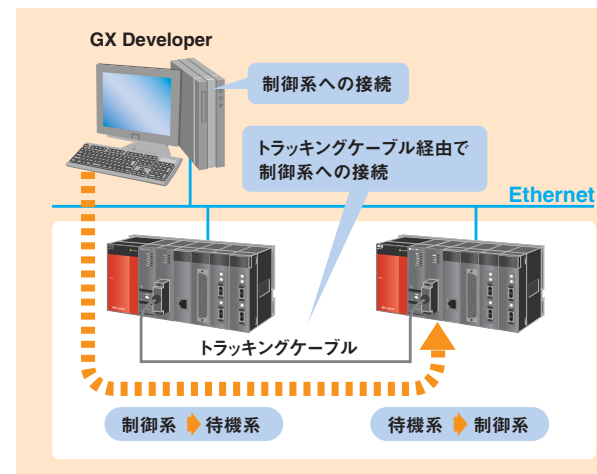 GX Developer
制御系への接続
トラッキングケーブル経由で
制御系への接続
Ethernet
トラッキングケーブル
制御系 待機系
待機系 制御系